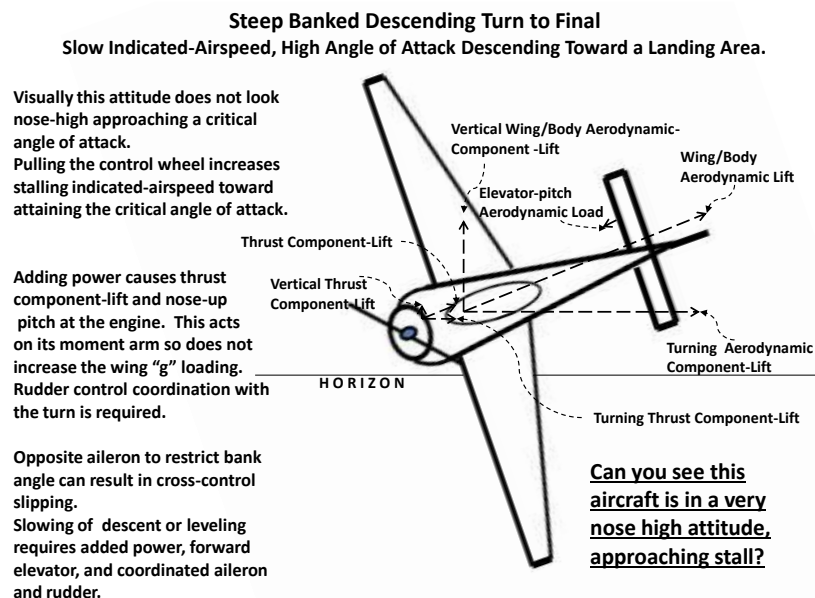 Steep Banked Descending Turn to Final
Slow Indicated-Airspeed, High Angle of Attack Descending Toward a Landing Area.
Visually this attitude does not look
nose-high approaching a critical
angle of attack.
Pulling the control wheel increases
stalling indicated-airspeed toward
attaining the critical angle of attack.
Vertical Wing/Body Aerodynamic-
Component -Lift
Wing/Body
Aerodynamic Lift
Elevator-pitch
Aerodynamic Load
Thrust Component-Lift
Vertical Thrust
Component-Lift
Adding power causes thrust
component-lift and nose-up
pitch at the engine.  This acts
on its moment arm so does not
increase the wing “g” loading.
Rudder control coordination with
the turn is required.
Turning  Aerodynamic
Component-Lift
HORIZON
Turning Thrust Component-Lift
Opposite aileron to restrict bank
angle can result in cross-control
slipping.
Slowing of  descent or leveling
requires added power, forward
elevator, and coordinated aileron
and rudder.
Can you see this
aircraft is in a very
nose high attitude,
approaching stall?